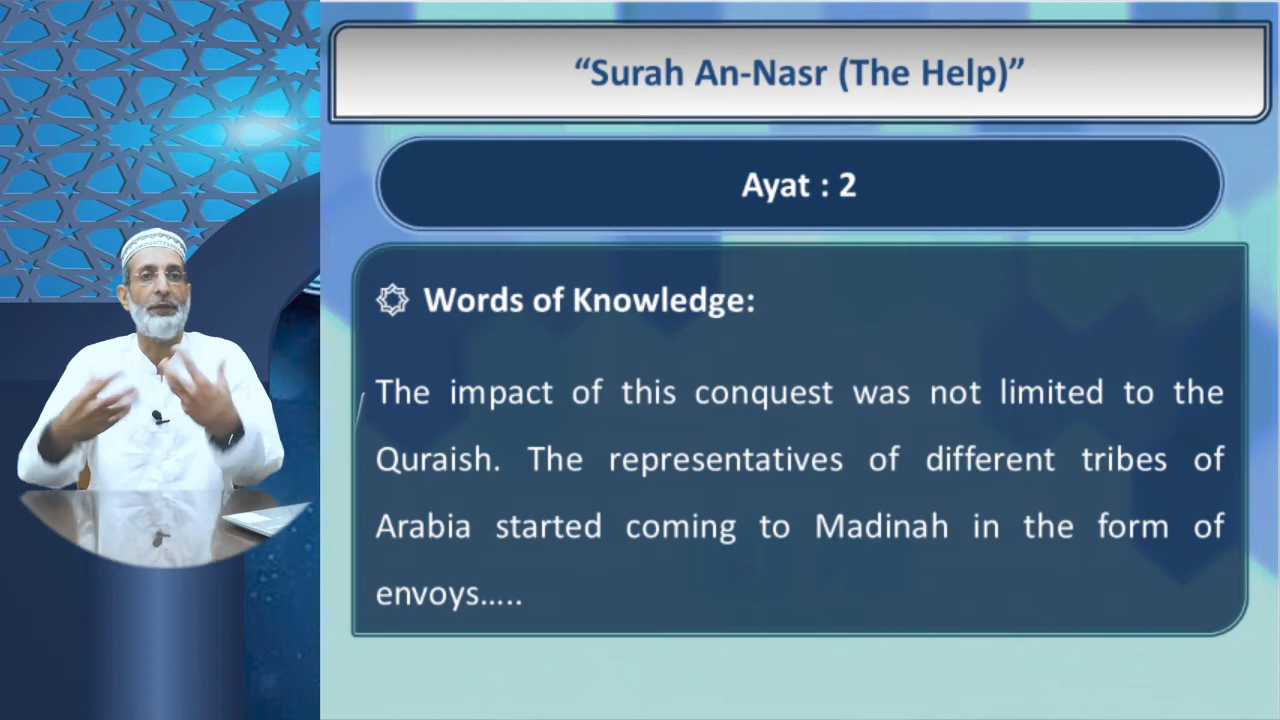 “Surah An-Nasr (The Help)”
Ayat : 2
Words of Knowledge:
The impact of this conquest was not limited to the
Quraish. The representatives of different tribes of
Arabia started coming to Madinah in the form of
envoys…..